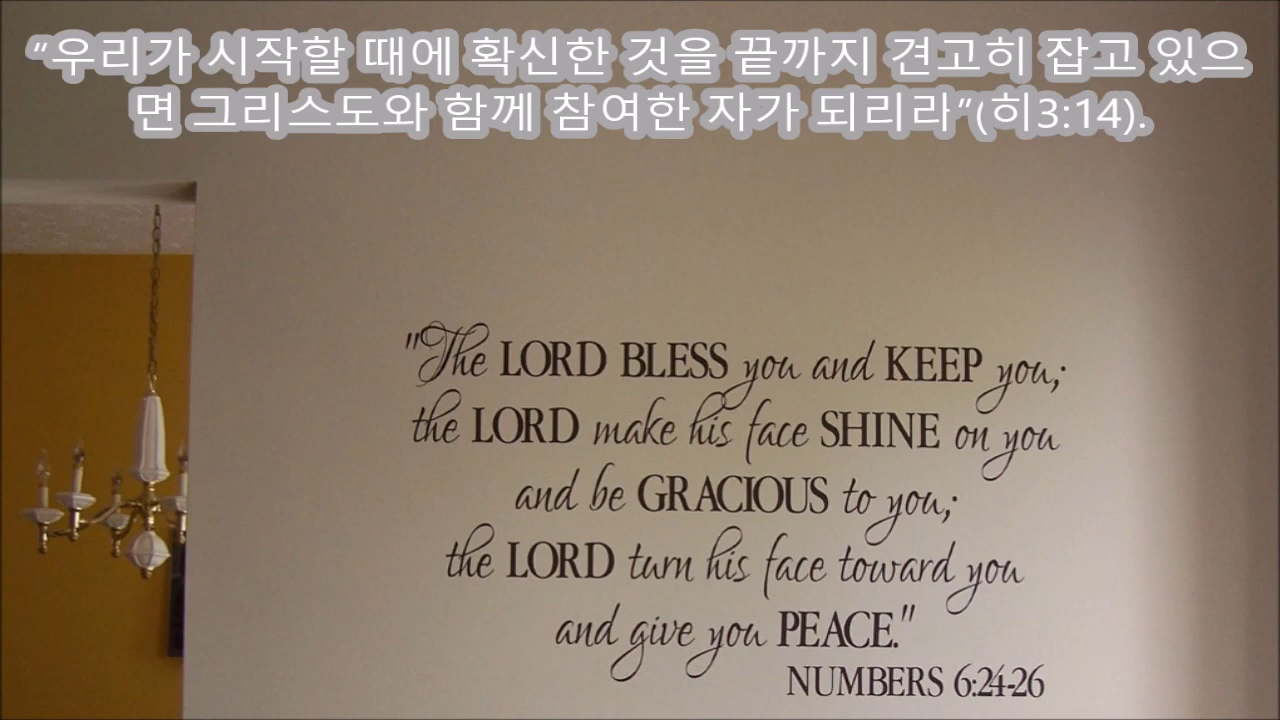 “우리가 시작할 때에 확신한 것을 끝까지 견고히 잡고 있으
면 그리스도와 함께 참여한 자가 되리라”(히3:14).
"The LORD BLESS you and KEEP you;
the LORD make his face SHINE on you
and be GRACIOUS to you;
the LORD turn his face toward you
and give you PEACE."
NUMBERS 6:24-26